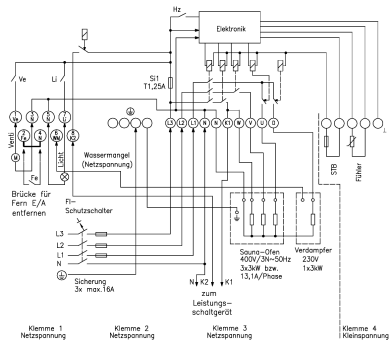 Hz
Elektronik
Ve
Li
Si1
T1,25A
Venti
M
Fe
Licht
Wassermangel
(Netzspannung)
L3 L2 L1 N N K1 W V U
STB
Fühler
Brücke für
Fern E/A
entfernen
FI-
Schutzschalter
L3
L2
L1
N
Sicherung
3x max.16A
N K2 K1
zum
Leistungs-
schaltgerät
Sauna-Ofen
400V/3N~50Hz
3x3kW bzw.
13,1A/Phase
Verdampfer
230V
1x3kW
Klemme 1
Netzspannung
Klemme 2
Netzspannung
Klemme 3
Netzspannung
Klemme 4
Kleinspannung